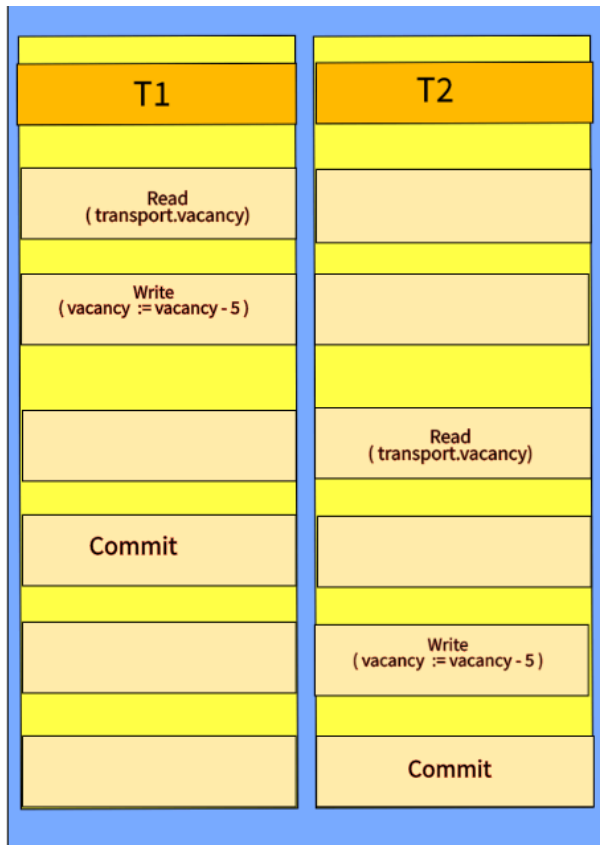 T1
T2
Read
( transport.vacancy)
Write
( vacancy := vacancy - 5 )
Read
( transport.vacancy)
Commit
Write
( vacancy := vacancy - 5 )
Commit